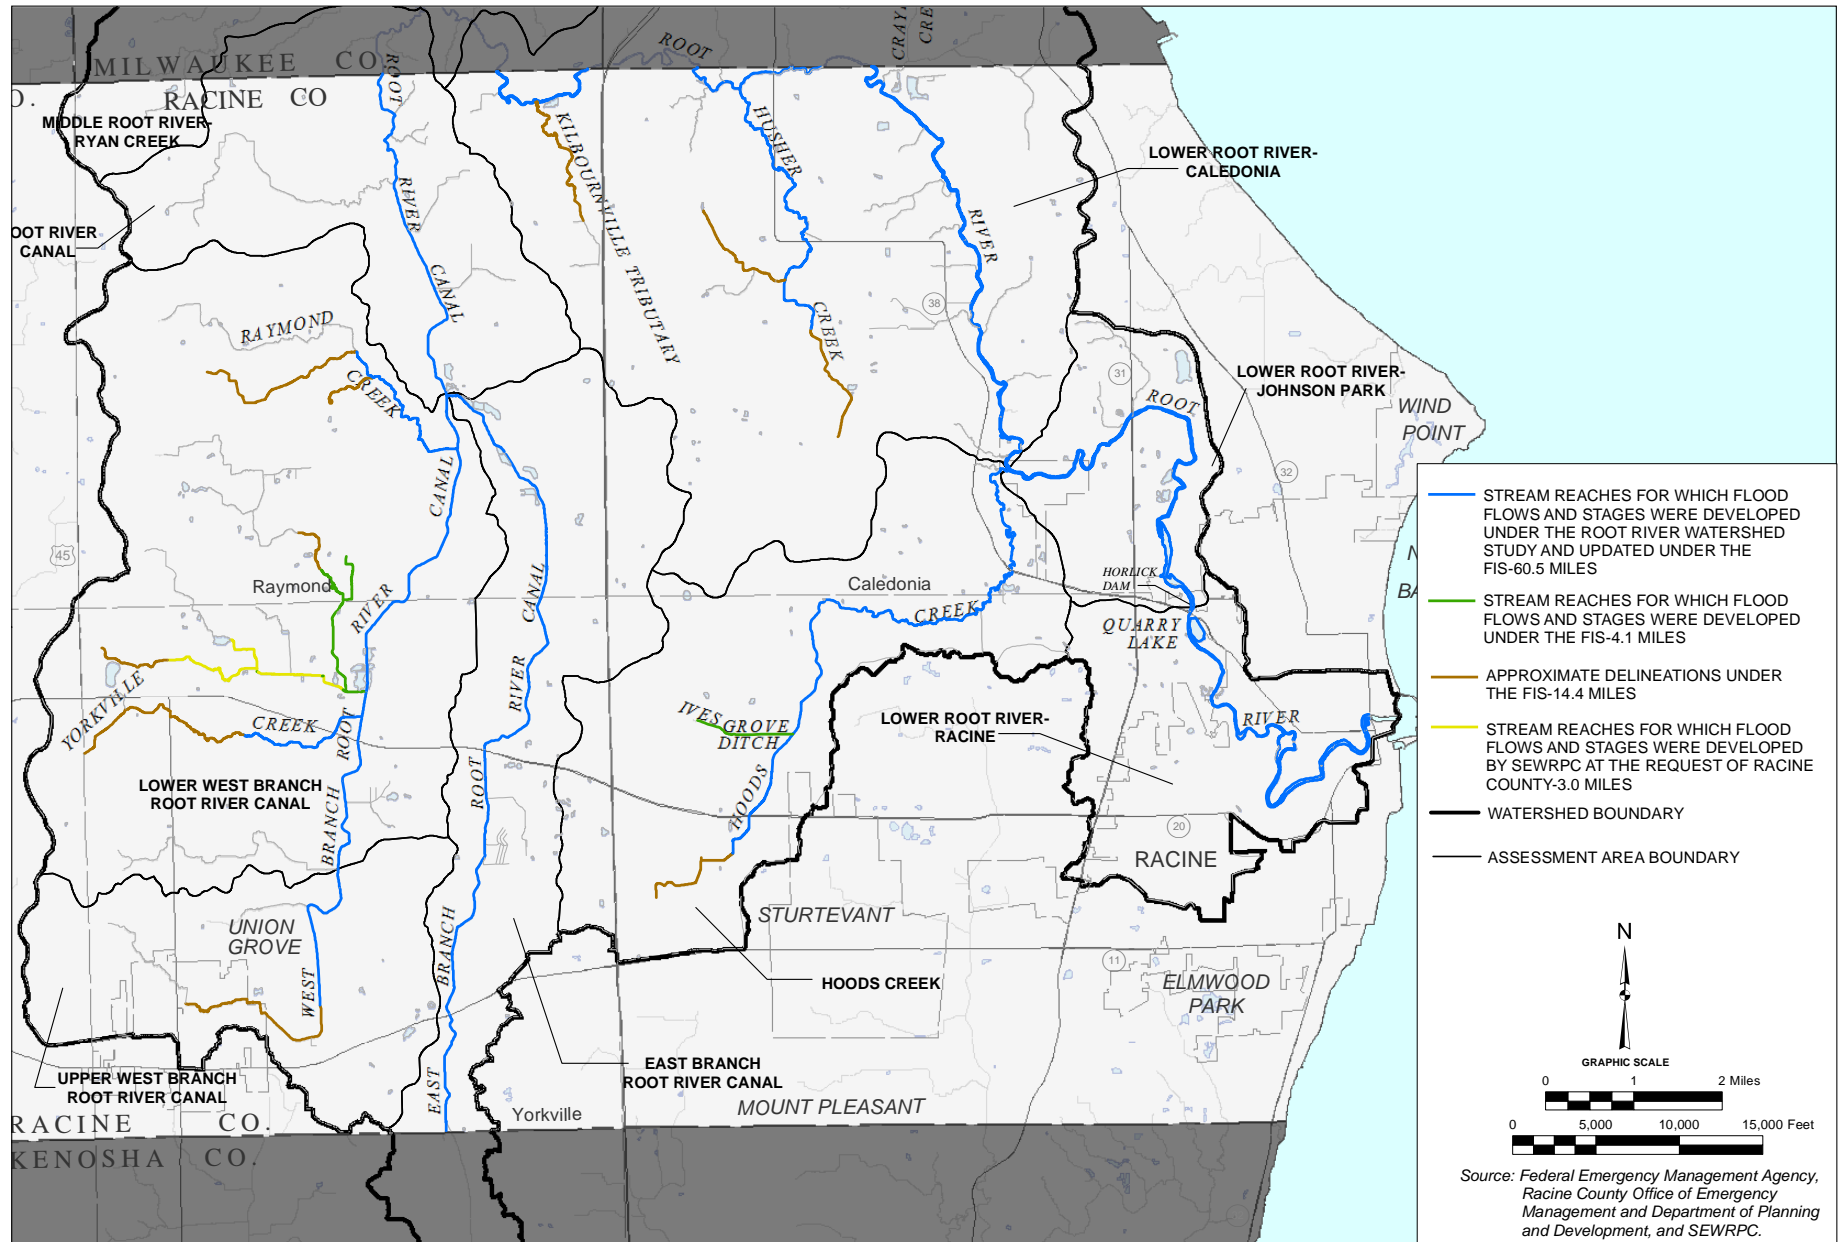 MILWAUKEE CO.
RACINE CO
O.
ROOT
ROOT
MIDDLE ROOT RIVER-
RYAN CREEK
OOT RIVER
CANAL
RIVER
CANAL
KILBOURNVILLE TRIBUTARY
HUSHER
CREEK
RIVER
38
LOWER ROOT RIVER-
CALEDONIA
RAYMOND
CREEK
31
ROOT
LOWER ROOT RIVER-
JOHNSON PARK
WIND
POINT
32
45
Raymond
CANAL
RIVER
CANAL
RIVER
Caledonia
CREEK
HORLICK
DAM
QUARRY
LAKE
YORKVILLE
CREEK
ROOT
BRANCH
WEST
ROOT
BRANCH
EAST
IVES GROVE
DITCH
HOODS
LOWER ROOT RIVER-
RACINE
RIVER
LOWER WEST BRANCH
ROOT RIVER CANAL
20
RACINE
UNION
GROVE
STURTEVANT
HOODS CREEK
11
ELMWOOD
PARK
UPPER WEST BRANCH
ROOT RIVER CANAL
EAST BRANCH
ROOT RIVER CANAL
Yorkville
MOUNT PLEASANT
RACINE CO.
KENOSHA CO.
STREAM REACHES FOR WHICH FLOOD
FLOWS AND STAGES WERE DEVELOPED
UNDER THE ROOT RIVER WATERSHED
STUDY AND UPDATED UNDER THE
FIS-60.5 MILES
STREAM REACHES FOR WHICH FLOOD
FLOWS AND STAGES WERE DEVELOPED
UNDER THE FIS-4.1 MILES
APPROXIMATE DELINEATIONS UNDER
THE FIS-14.4 MILES
STREAM REACHES FOR WHICH FLOOD
FLOWS AND STAGES WERE DEVELOPED
BY SEWRPC AT THE REQUEST OF RACINE
COUNTY-3.0 MILES
WATERSHED BOUNDARY
ASSESSMENT AREA BOUNDARY
N
GRAPHIC SCALE
0 1 2 Miles
0 5,000 10,000 15,000 Feet
Source: Federal Emergency Management Agency,
Racine County Office of Emergency
Management and Department of Planning
and Development, and SEWRPC.